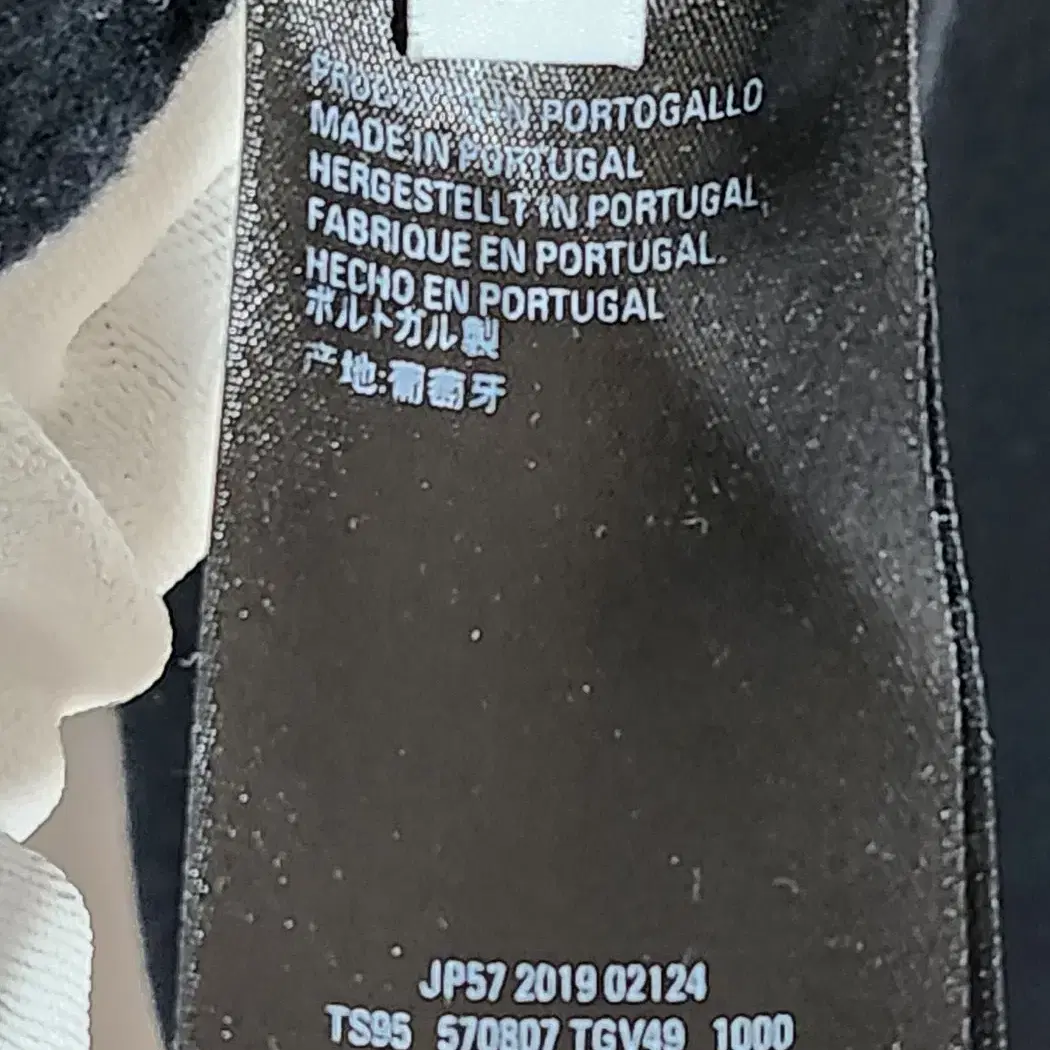 IN PORTOGALLO
MADE IN PORTUGAL
HERGESTELLT IN PORTUGAL
FABRIQUE EN PORTUGAL.
HECHO EN PORTUGAL
ポルトガル製
产地:葡萄牙
JP57 2019 02124
TS95 570807 TGV49 1000